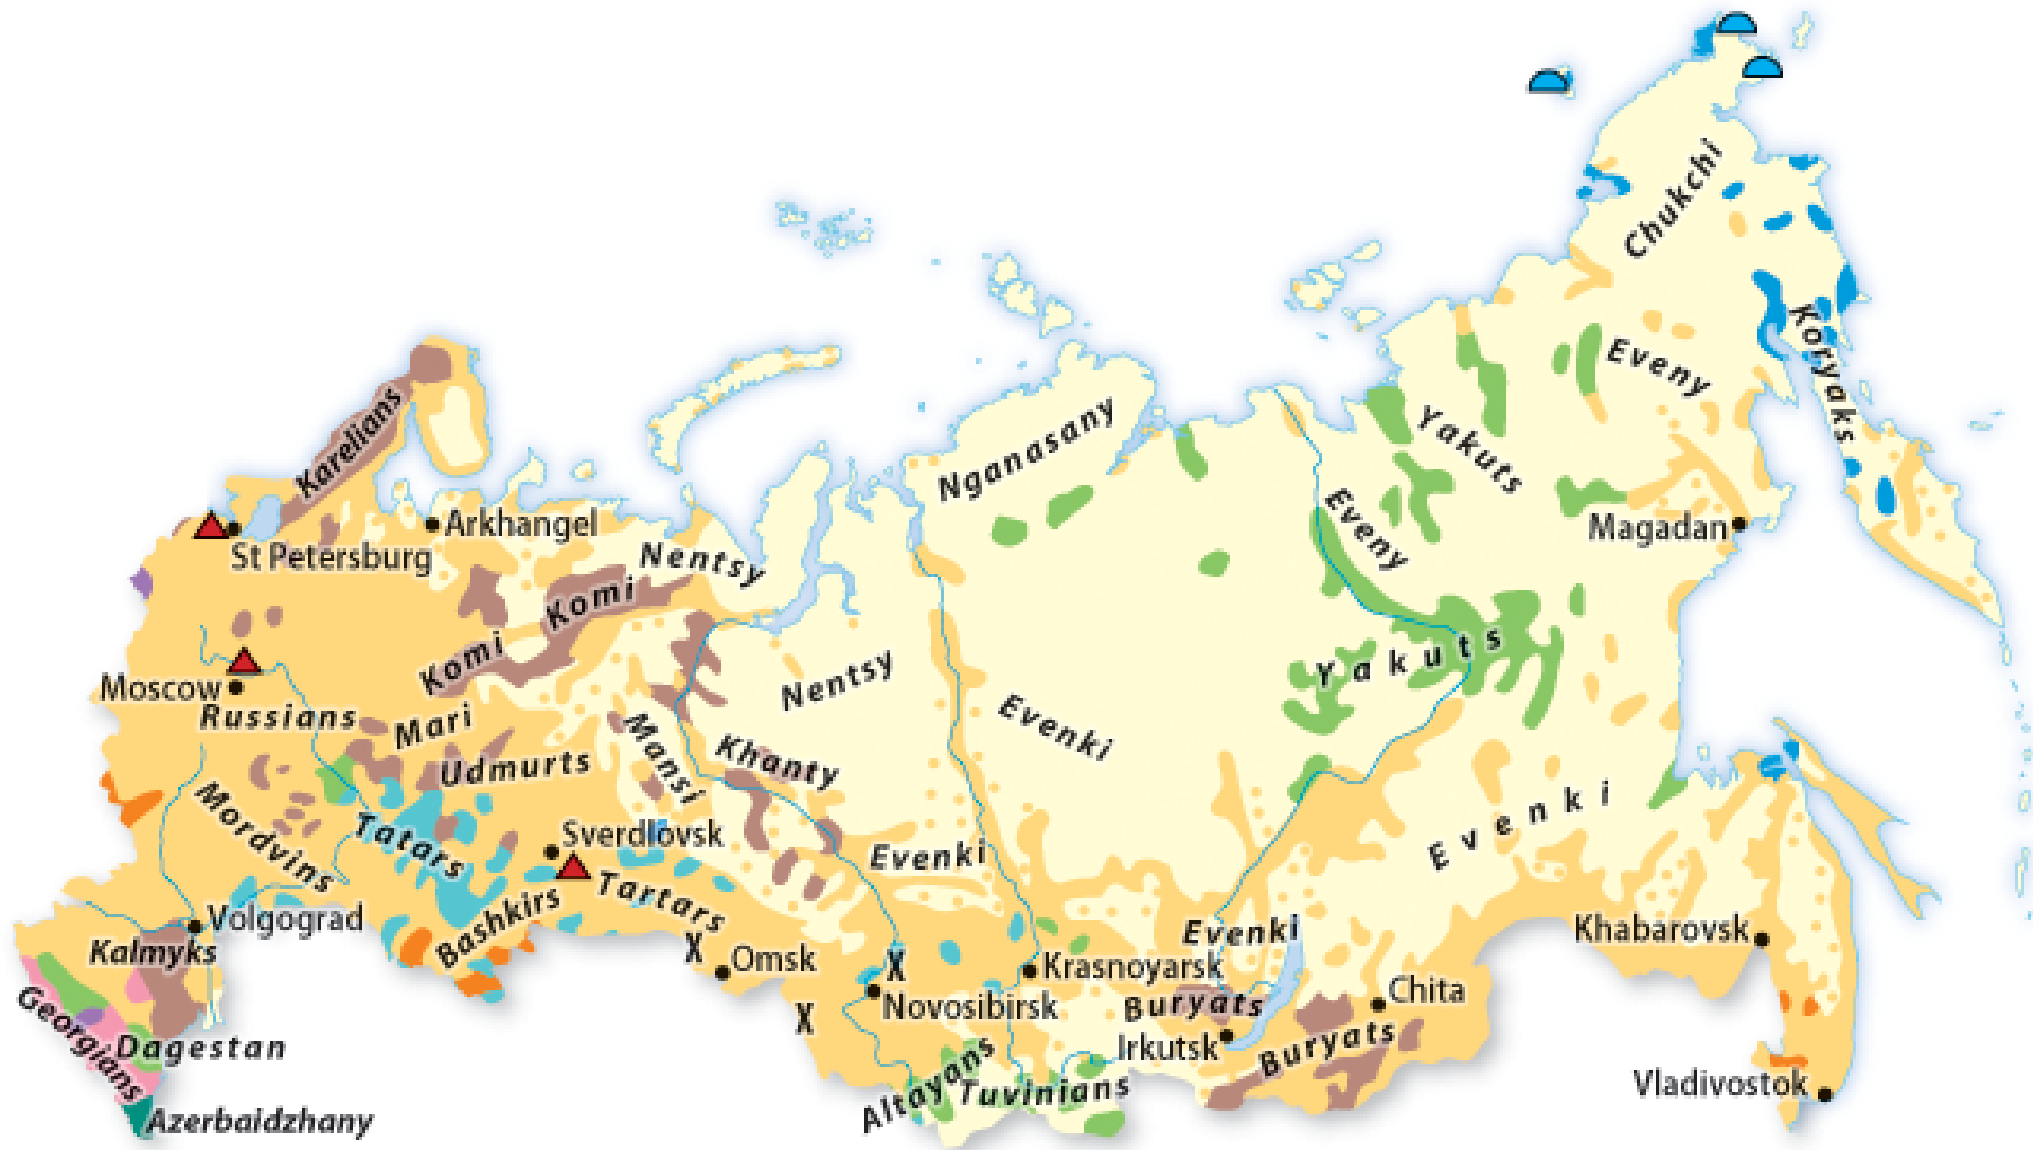 Chukchi
Koryaks
Eveny
Karelians
Nganasany
Yakuts
Arkhangel
St Petersburg
Nentsy
Eveny
Magadan
Komi
Komi
Yakuts
Moscow
Russians
Mari
Nentsy
Evenki
Mansi
Khanty
Udmurts
Mordvins
Tatars
Sverdlovsk
Evenki
Evenki
Bashkirs
Tartars
Volgograd
Kalmyks
X
Omsk
X
Krasnoyarsk
Evenki
Khabarovsk
Chita
Novosibirsk
X
Buryats
Irkutsk
Buryats
Georgians
Dagestan
Altayans
Tuvinians
Vladivostok
Azerbaidzhany